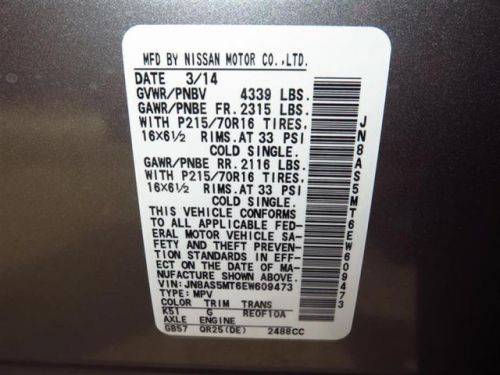 MFD BY NISSAN MOTOR CO.,LTD.
DATE 3/14
GVWR/PNBV 4339 LBS.
GAWR/PNBE FR. 2315 LBS.
WITH P215/70R16 TIRES,
16X6½ RIMS. AT 33 PSI
COLD SINGLE.
GAWR/PNBE RR. 2116 LBS.
WITH P215/70R16 TIRES,
16X6½ RIMS. AT 33 PSI
COLD SINGLE.
THIS VEHICLE CONFORMS
TO ALL APPLICABLE FED-
ERAL MOTOR VEHICLE SA-
FETY AND THEFT PREVEN-
TION STANDARDS IN EFF-
ECT ON THE DATE OF MA-
NUFACTURE SHOWN ABOVE.
VIN: JN8AS5MT6EW609473
TYPE: MPV
COLOR TRIM TRANS
K51 G RE0F10A
AXLE ENGINE
GB57 QR25(DE) 2488CC
JN8AS5MT6EW609473